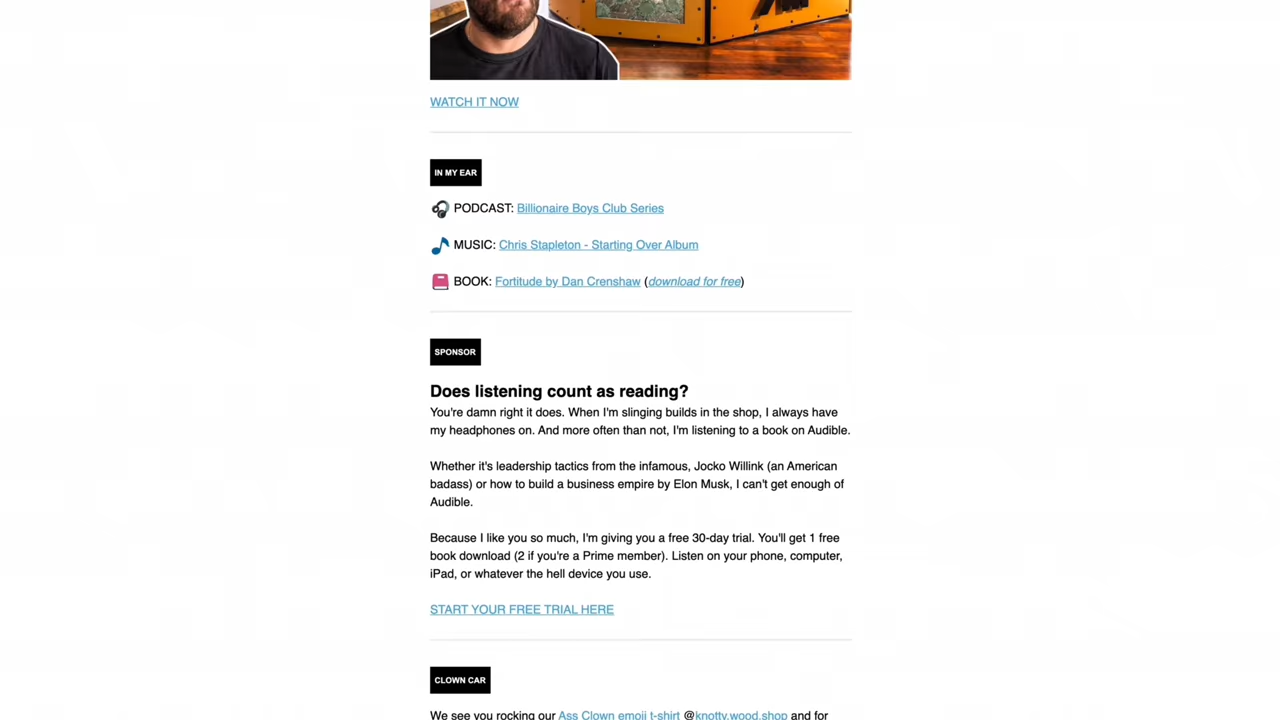 WATCH IT NOW
IN MY EAR
PODCAST: Billionaire Boys Club Series
MUSIC: Chris Stapleton - Starting Over Album
BOOK: Fortitude by Dan Crenshaw (download for free)
SPONSOR
Does listening count as reading?
You're damn right it does. When I'm slinging builds in the shop, I always have
my headphones on. And more often than not, I'm listening to a book on Audible.
Whether it's leadership tactics from the infamous, Jocko Willink (an American
badass) or how to build a business empire by Elon Musk, I can't get enough of
Audible.
Because I like you so much, I'm giving you a free 30-day trial. You'll get 1 free
book download (2 if you're a Prime member). Listen on your phone, computer,
iPad, or whatever the hell device you use.
START YOUR FREE TRIAL HERE
CLOWN CAR
We see you rocking our Ass Clown emoji t-shirt @knotty.wood.shop and for